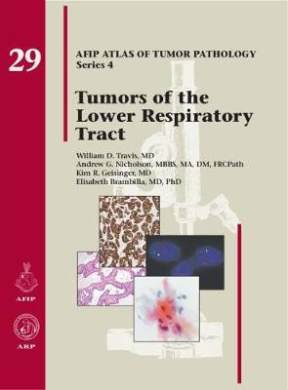 29
AFIP ATLAS OF TUMOR PATHOLOGY
Series 4
Tumors of the
Lower Respiratory
Tract
William D. Travis, MD
Andrew G. Nicholson, MBBS, MA, DM, FRCPath
Kim R. Geisinger, MD
Elisabeth Brambilla, MD, PhD
AFIP
ARP